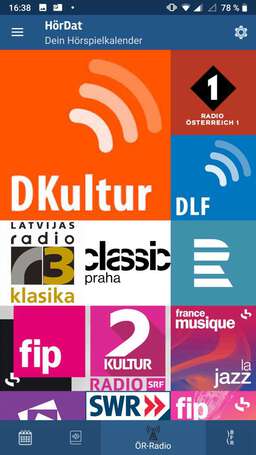 16:38
78 %
HörDat
Dein Hörspielkalender
DKultur
1
RADIO
ÖSTERREICH 1
DLF
LATVIJAS
radio
3
klasika
classic
praha
R
fip
2
KULTUR
RADIO SRF
france
musique
la
jazz
SWR
fip
ÖR-Radio
BFR